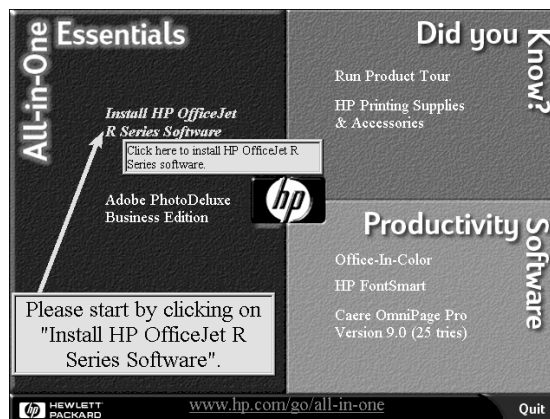 All-in-One
Essentials
Install HP OfficeJet
R Series Software
Click here to install HP OfficeJet R
Series software.
Adobe PhotoDeluxe
Business Edition
Please start by clicking on
"Install HP OfficeJet R
Series Software".
Did you
Know?
Run Product Tour
HP Printing Supplies
& Accessories
hp
Productivity
Software
Office-In-Color
HP FontSmart
Caere OmniPage Pro
Version 9.0 (25 tries)
hp HEWLETT
PACKARD
www.hp.com/go/all-in-one
Quit